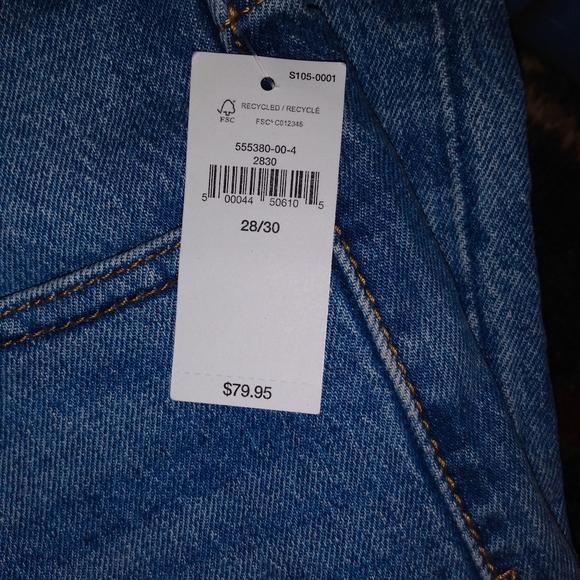 S105-0001
RECYCLED / RECYCLÉ
FSC
FSC® C012345
555380-00-4
2830
5 00044 50610 5
28/30
$79.95